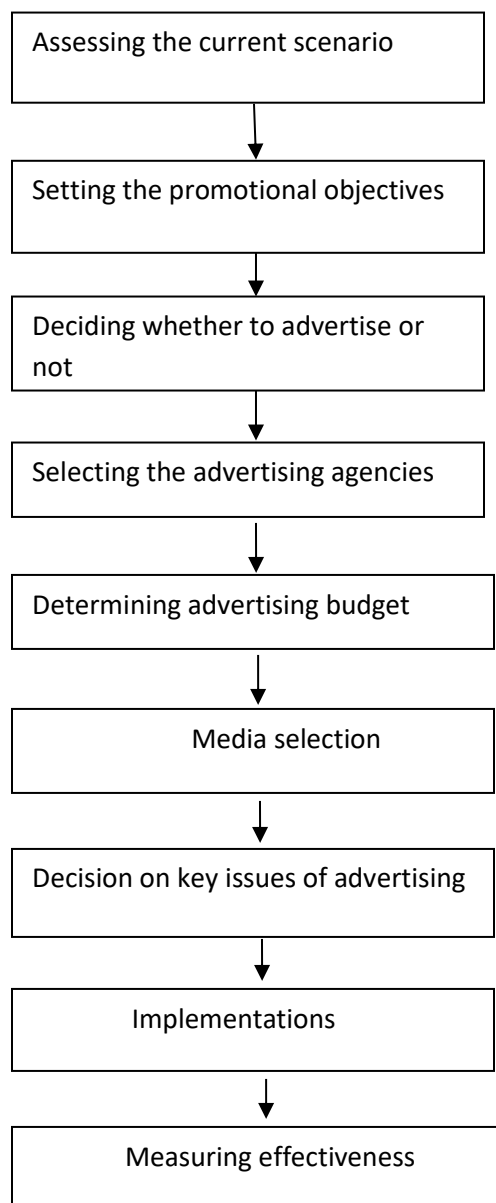 Assessing the current scenario
Setting the promotional objectives
Deciding whether to advertise or
not
Selecting the advertising agencies
Determining advertising budget
Media selection
Decision on key issues of advertising
Implementations
Measuring effectiveness